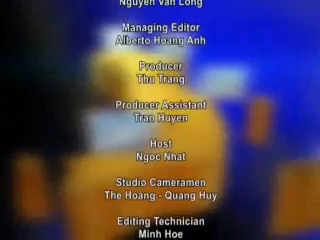 Nguyen Van Long
Managing Editor
Alberto Hoang Anh
Producer
Thu Trang
Producer Assistant
Tran Huyen
Host
Ngoc Nhat
Studio Cameramen
The Hoang - Quang Huy
Editing Technician
Minh Hoe